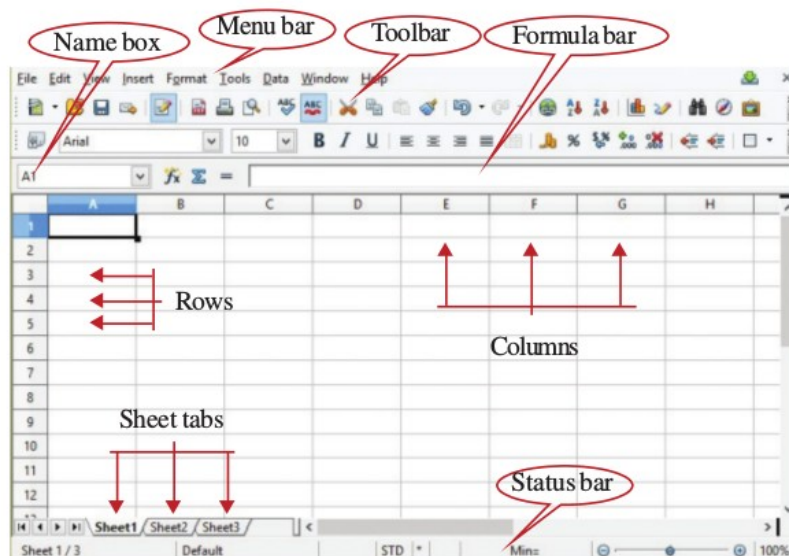 Name box
Menu bar
Toolbar
Formula bar
File Edit View Insert Format Tools Data Window Help
Arial 10 B I U
A1
A B C D E F G H
1
2
3
4
5
6
7
8
9
10
11
12
Rows
Columns
Sheet tabs
Status bar
Sheet1 Sheet2 Sheet3
Sheet 1 / 3 Default STD * 100%